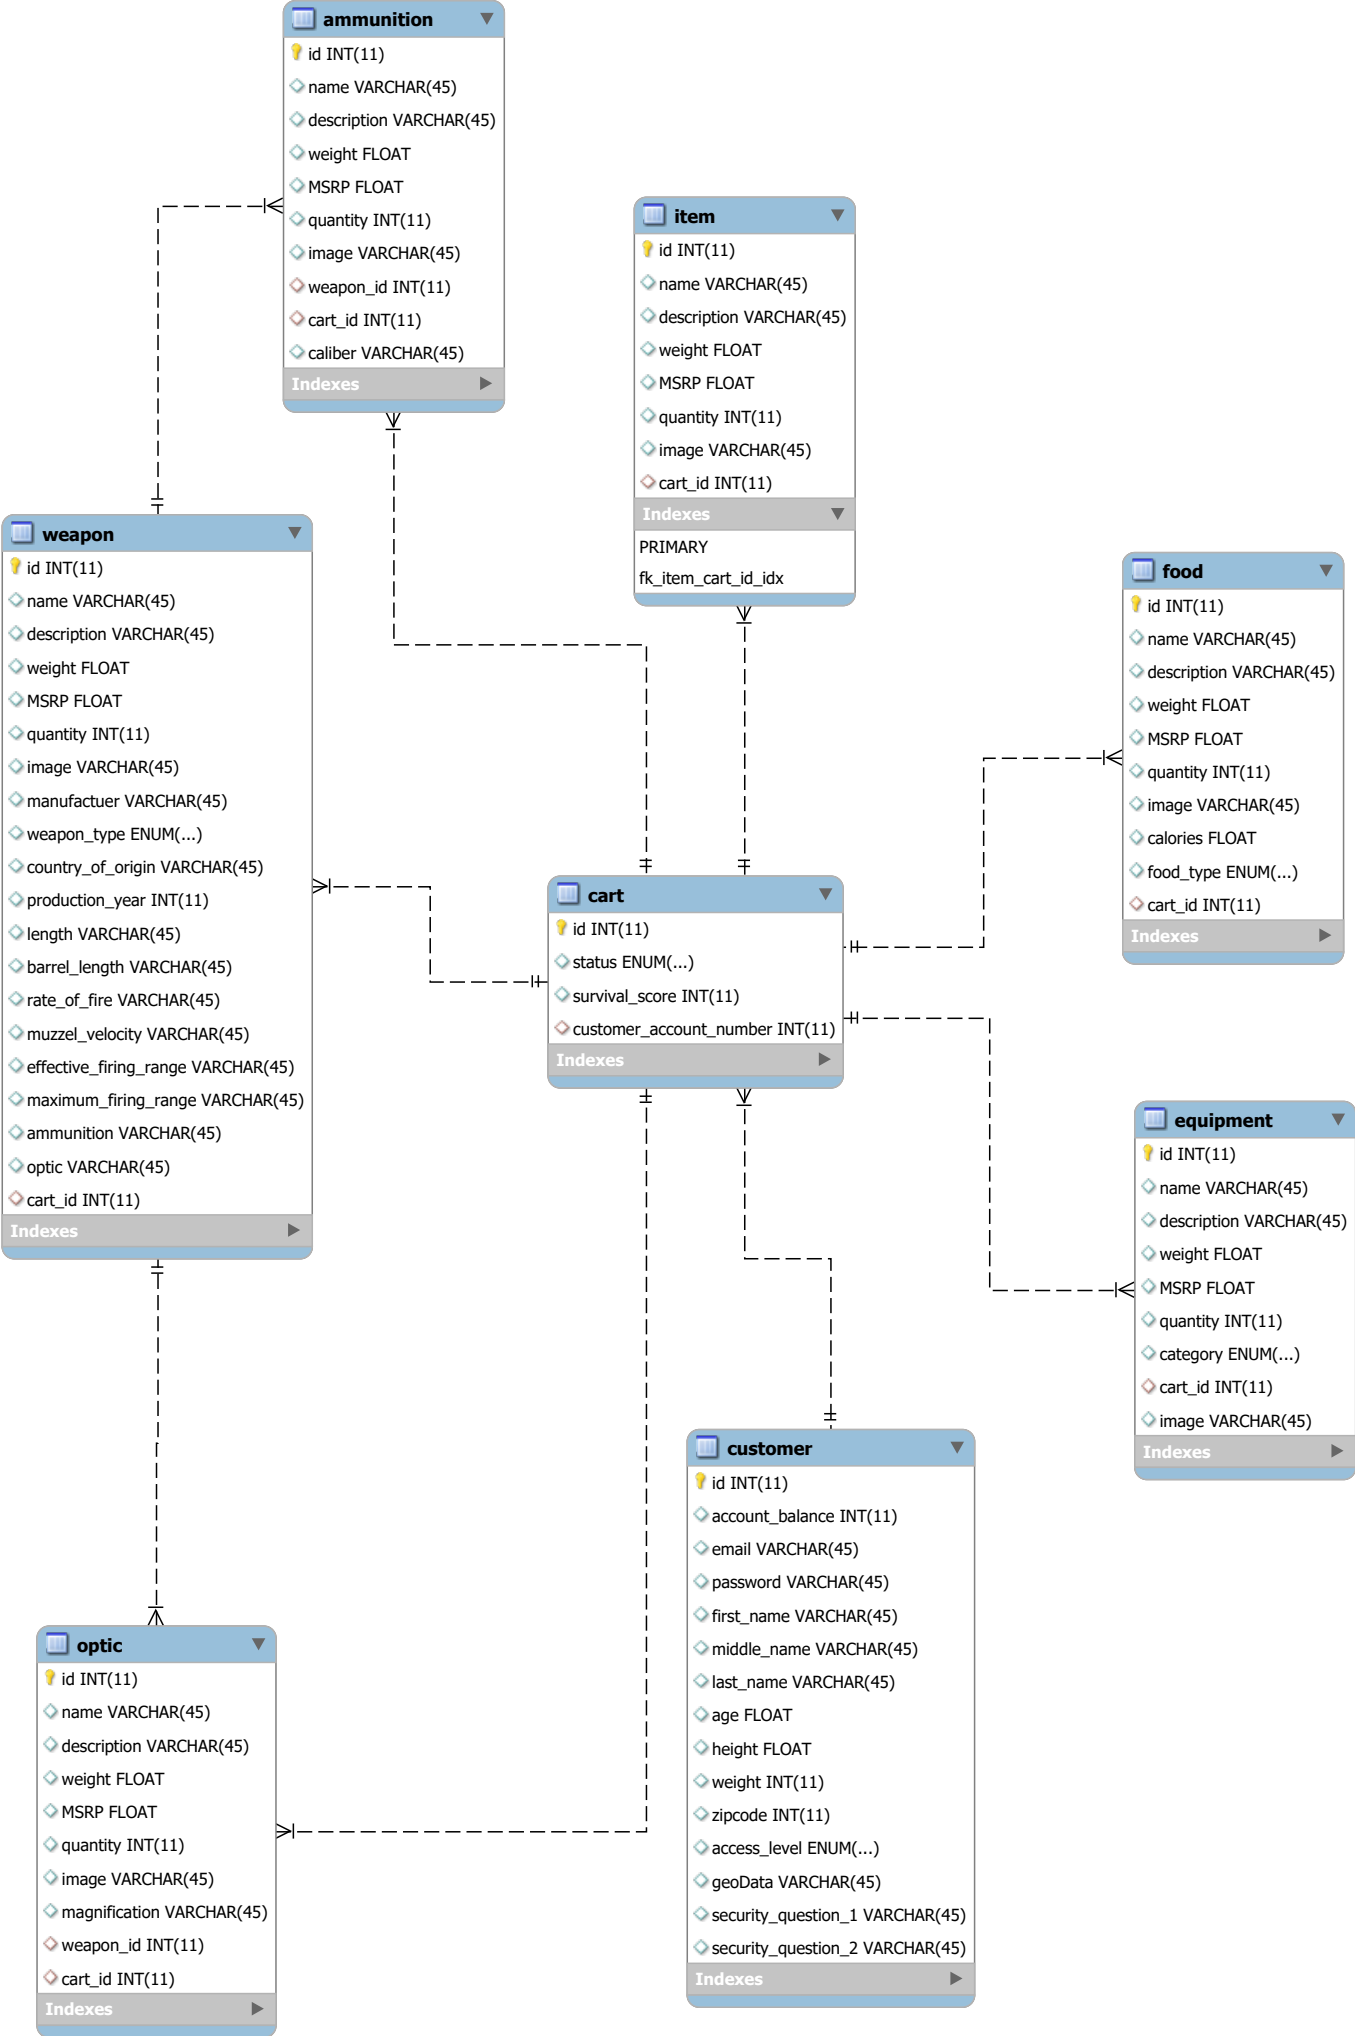 ammunition
id INT(11)
name VARCHAR(45)
description VARCHAR(45)
weight FLOAT
MSRP FLOAT
quantity INT(11)
image VARCHAR(45)
weapon_id INT(11)
cart_id INT(11)
caliber VARCHAR(45)
Indexes
item
id INT(11)
name VARCHAR(45)
description VARCHAR(45)
weight FLOAT
MSRP FLOAT
quantity INT(11)
image VARCHAR(45)
cart_id INT(11)
Indexes
PRIMARY
fk_item_cart_id_idx
weapon
id INT(11)
name VARCHAR(45)
description VARCHAR(45)
weight FLOAT
MSRP FLOAT
quantity INT(11)
image VARCHAR(45)
manufactuer VARCHAR(45)
weapon_type ENUM(...)
country_of_origin VARCHAR(45)
production_year INT(11)
length VARCHAR(45)
barrel_length VARCHAR(45)
rate_of_fire VARCHAR(45)
muzzel_velocity VARCHAR(45)
effective_firing_range VARCHAR(45)
maximum_firing_range VARCHAR(45)
ammunition VARCHAR(45)
optic VARCHAR(45)
cart_id INT(11)
Indexes
food
id INT(11)
name VARCHAR(45)
description VARCHAR(45)
weight FLOAT
MSRP FLOAT
quantity INT(11)
image VARCHAR(45)
calories FLOAT
food_type ENUM(...)
cart_id INT(11)
Indexes
cart
id INT(11)
status ENUM(...)
survival_score INT(11)
customer_account_number INT(11)
Indexes
equipment
id INT(11)
name VARCHAR(45)
description VARCHAR(45)
weight FLOAT
MSRP FLOAT
quantity INT(11)
category ENUM(...)
cart_id INT(11)
image VARCHAR(45)
Indexes
customer
id INT(11)
account_balance INT(11)
email VARCHAR(45)
password VARCHAR(45)
first_name VARCHAR(45)
middle_name VARCHAR(45)
last_name VARCHAR(45)
age FLOAT
height FLOAT
weight INT(11)
zipcode INT(11)
access_level ENUM(...)
geoData VARCHAR(45)
security_question_1 VARCHAR(45)
security_question_2 VARCHAR(45)
Indexes
optic
id INT(11)
name VARCHAR(45)
description VARCHAR(45)
weight FLOAT
MSRP FLOAT
quantity INT(11)
image VARCHAR(45)
magnification VARCHAR(45)
weapon_id INT(11)
cart_id INT(11)
Indexes